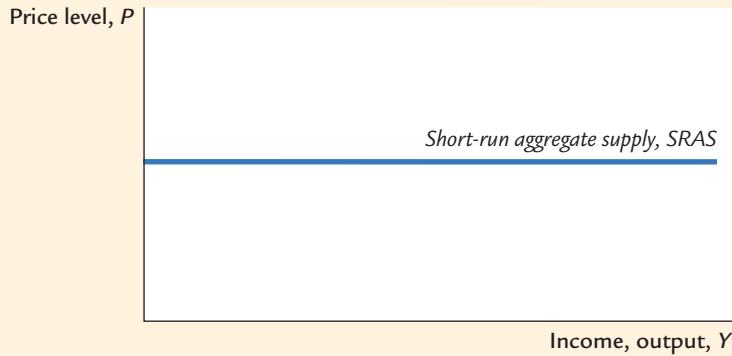 Price level, P
Short-run aggregate supply, SRAS
Income, output, Y